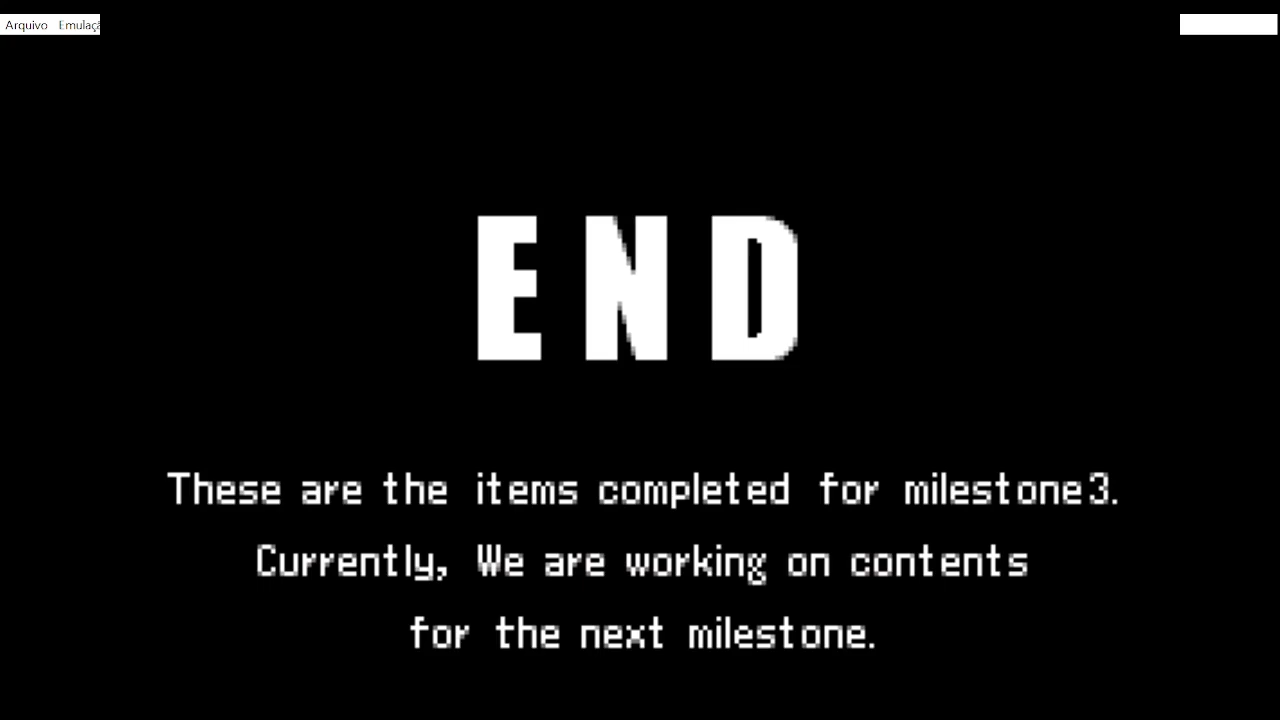 Arquivo Emulaçã
END
These are the items completed for milestone3.
Currently, We are working on contents
for the next milestone.